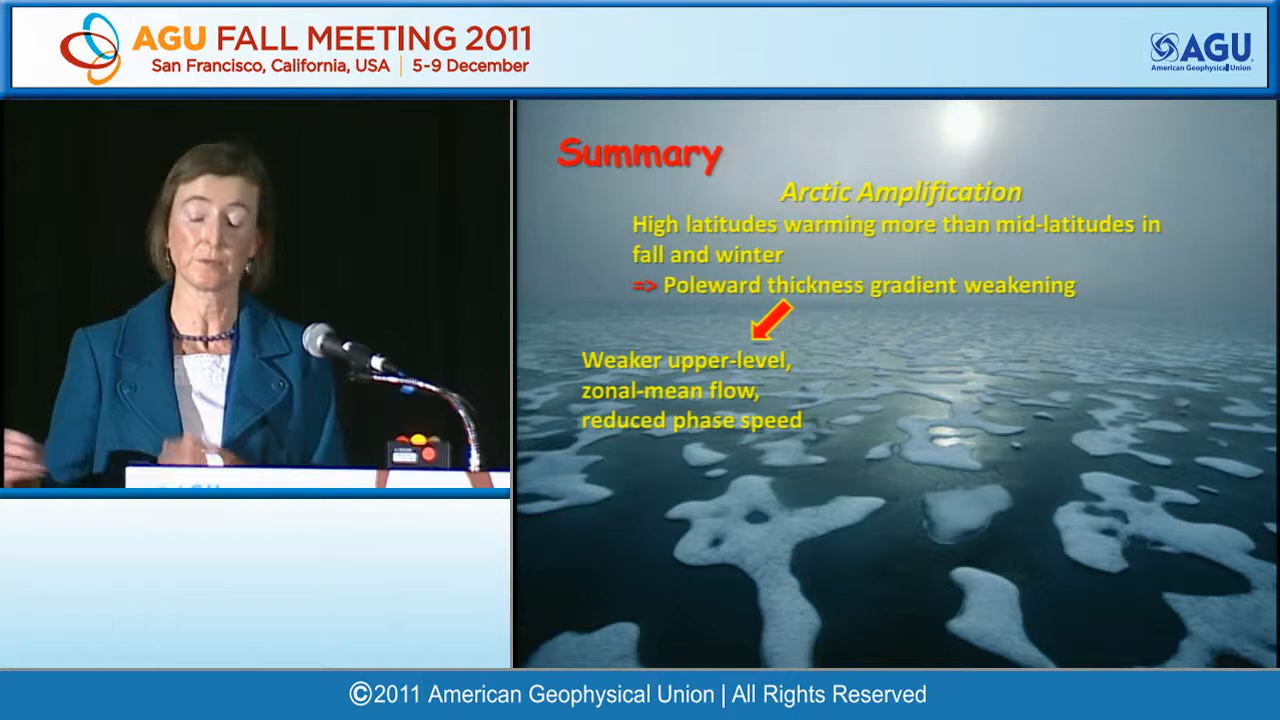 AGU FALL MEETING 2011
San Francisco, California, USA | 5-9 December
AGU
American Geophysical Union
Summary
Arctic Amplification
High latitudes warming more than mid-latitudes in
fall and winter
=> Poleward thickness gradient weakening
Weaker upper-level,
zonal-mean flow,
reduced phase speed
©2011 American Geophysical Union | All Rights Reserved